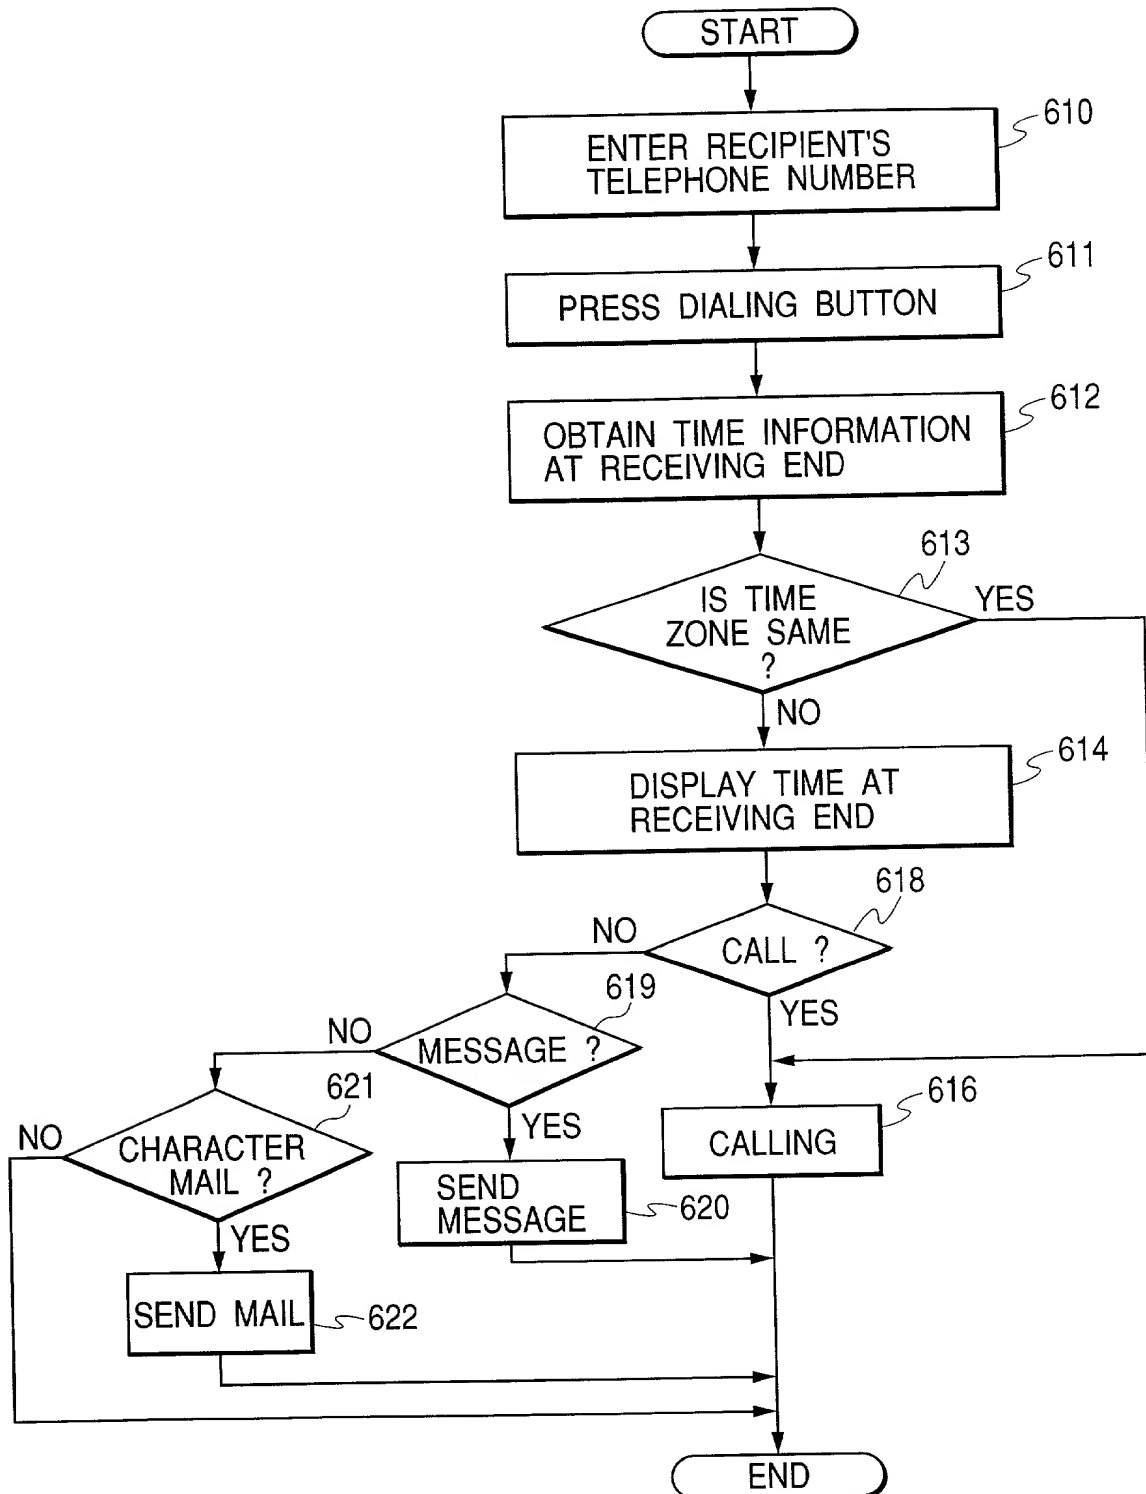 START
610
ENTER RECIPIENT'S
TELEPHONE NUMBER
611
PRESS DIALING BUTTON
612
OBTAIN TIME INFORMATION
AT RECEIVING END
613
IS TIME
ZONE SAME
?
YES
NO
614
DISPLAY TIME AT
RECEIVING END
618
CALL ?
NO
YES
619
MESSAGE ?
NO
YES
621
CHARACTER
MAIL ?
NO
YES
616
CALLING
SEND
MESSAGE
620
SEND MAIL
622
END